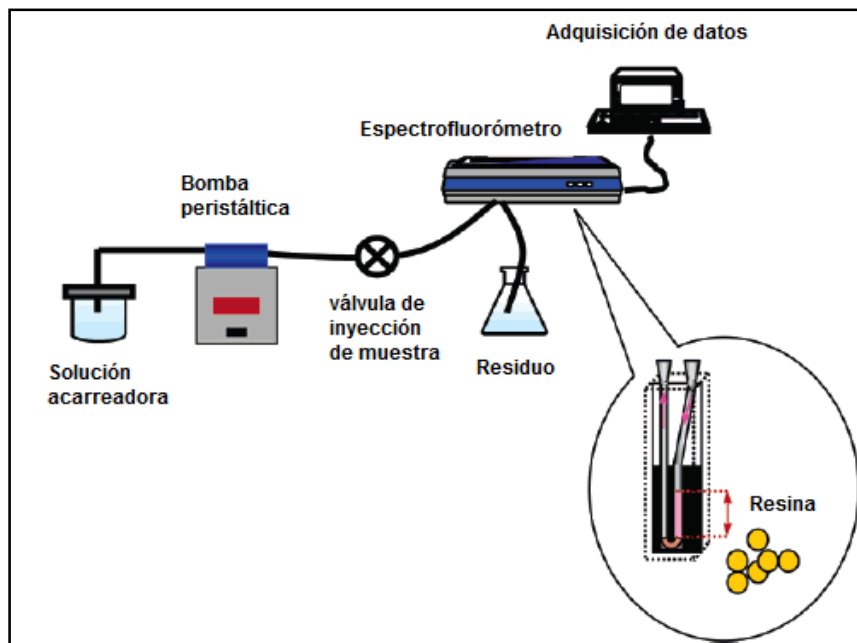 Adquisición de datos
Espectrofluorómetro
Bomba
peristáltica
válvula de
inyección
de muestra
Residuo
Solución
acarreadora
Resina